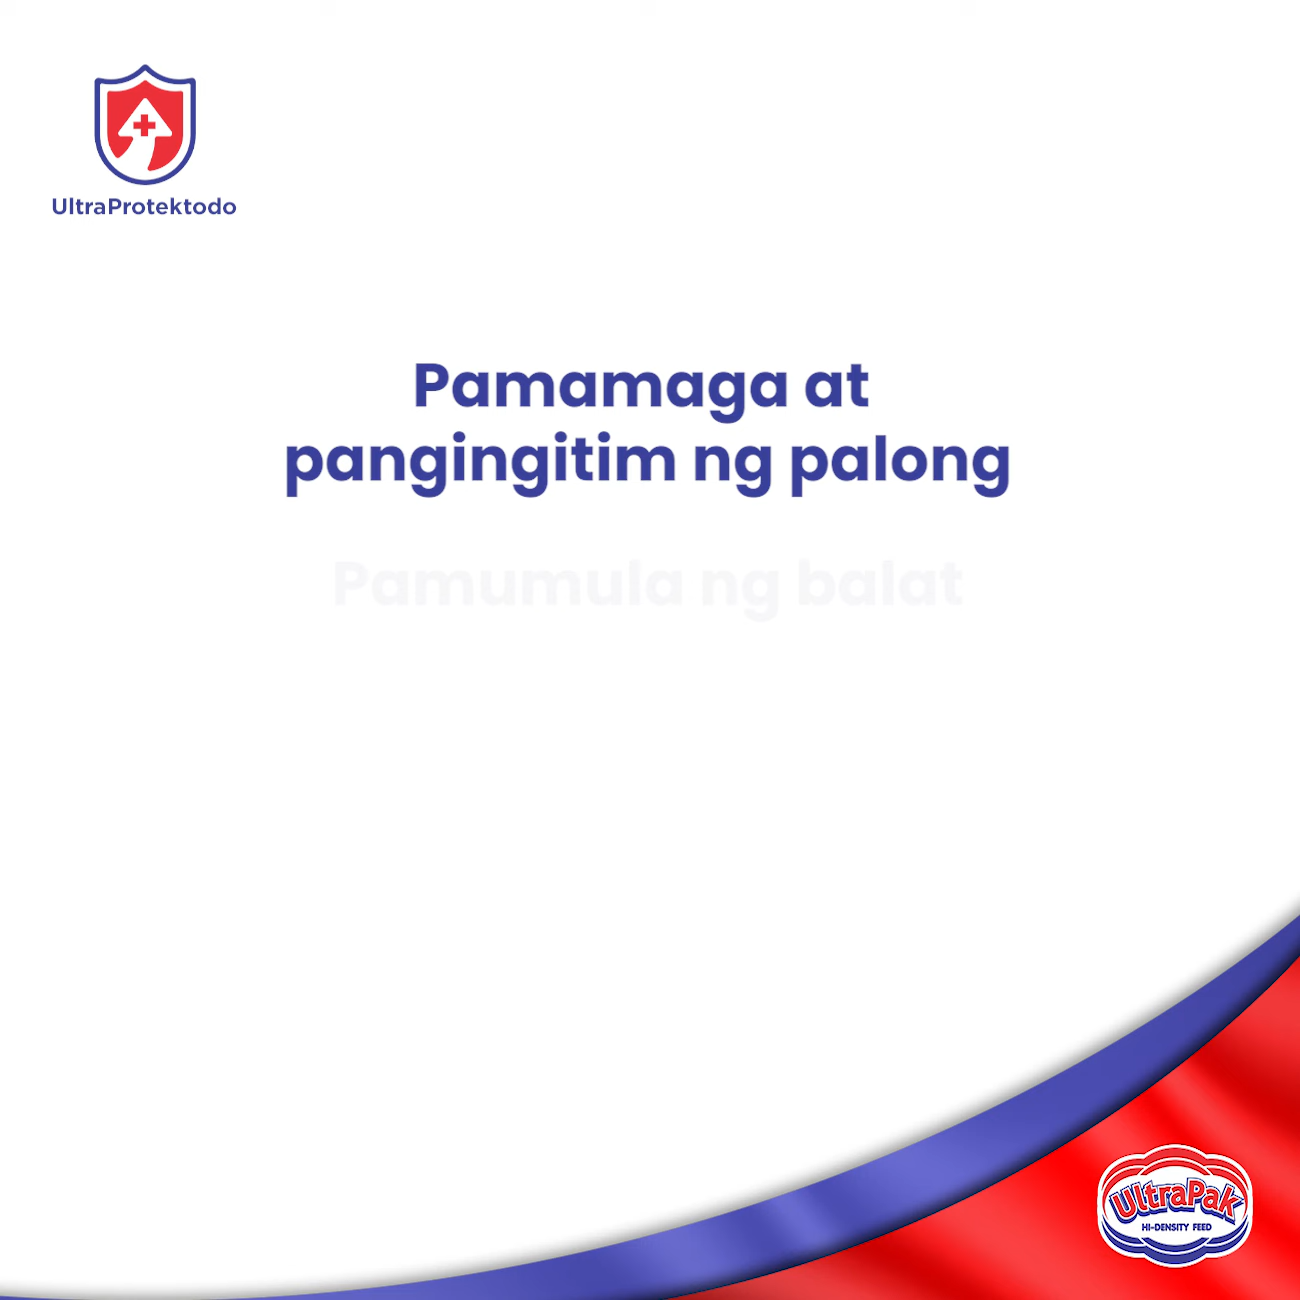 UltraProtektodo
Pamamaga at
pangingitim ng palong
Pamumula ng balat
UltraPak
HI-DENSITY FEED